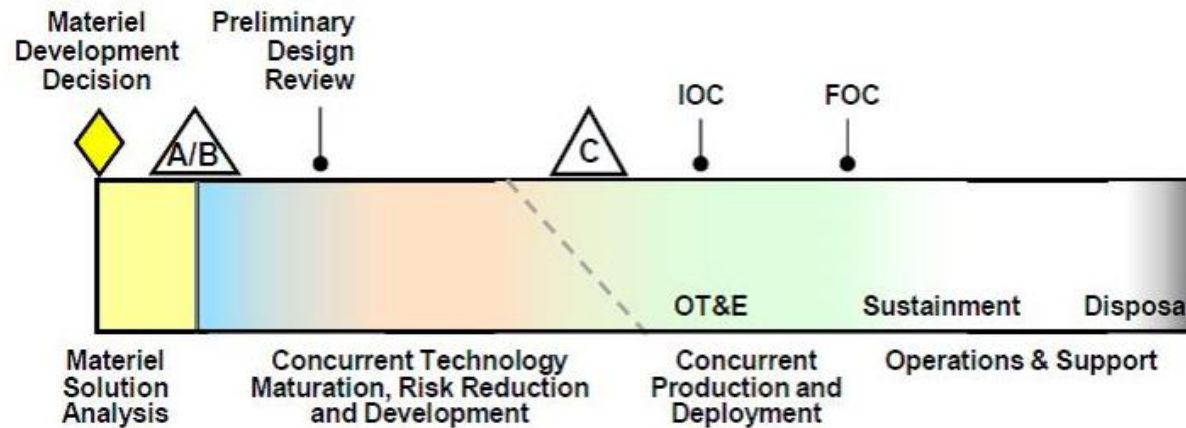 Materiel
Development
Decision
Preliminary
Design
Review
A/B
C
IOC
FOC
OT&E
Sustainment
Disposa
Materiel
Solution
Analysis
Concurrent Technology
Maturation, Risk Reduction
and Development
Concurrent
Production and
Deployment
Operations & Support